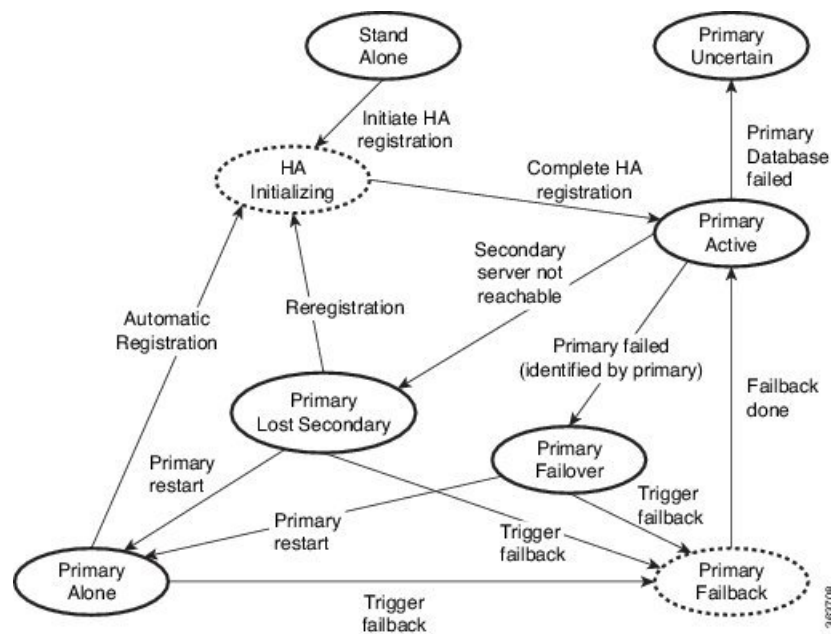 Stand
Alone
Primary
Uncertain
Initiate HA
registration
Primary
Database
failed
HA
Initializing
Complete HA
registration
Primary
Active
Secondary
server not
reachable
Automatic
Registration
Reregistration
Primary failed
(identified by primary)
Failback
done
Primary
Lost Secondary
Primary
Failover
Primary
restart
Primary
restart
Trigger
failback
Trigger
failback
Primary
Alone
Trigger
failback
Primary
Failback